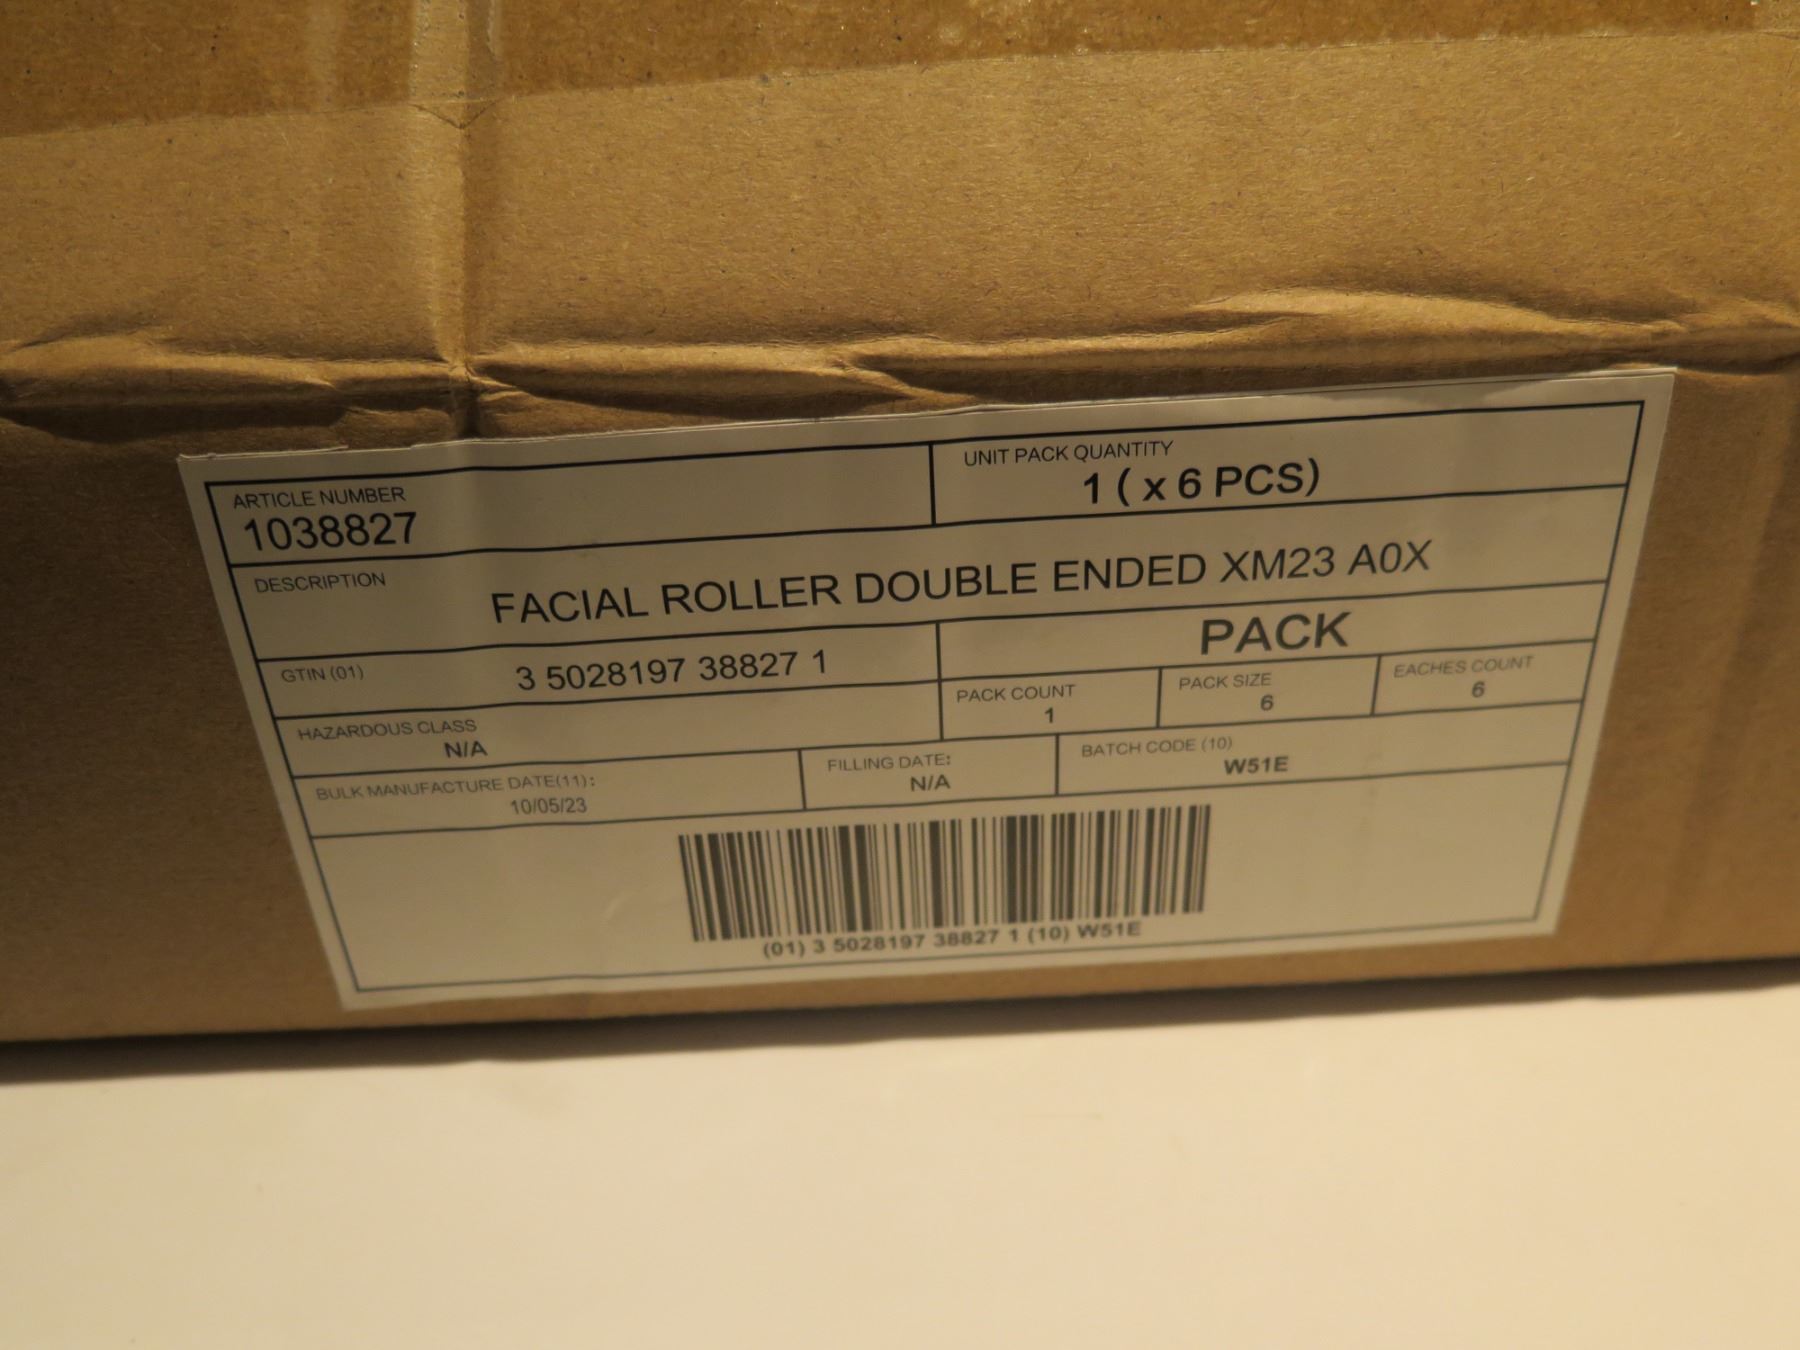 ARTICLE NUMBER
1038827
UNIT PACK QUANTITY
1 ( x 6 PCS)
DESCRIPTION
FACIAL ROLLER DOUBLE ENDED XM23 A0X
GTIN (01)
3 5028197 38827 1
PACK
PACK COUNT
1
PACK SIZE
6
EACHES COUNT
6
HAZARDOUS CLASS
N/A
BULK MANUFACTURE DATE(11):
10/05/23
FILLING DATE:
N/A
BATCH CODE (10)
W51E
(01) 3 5028197 38827 1 (10) W51E